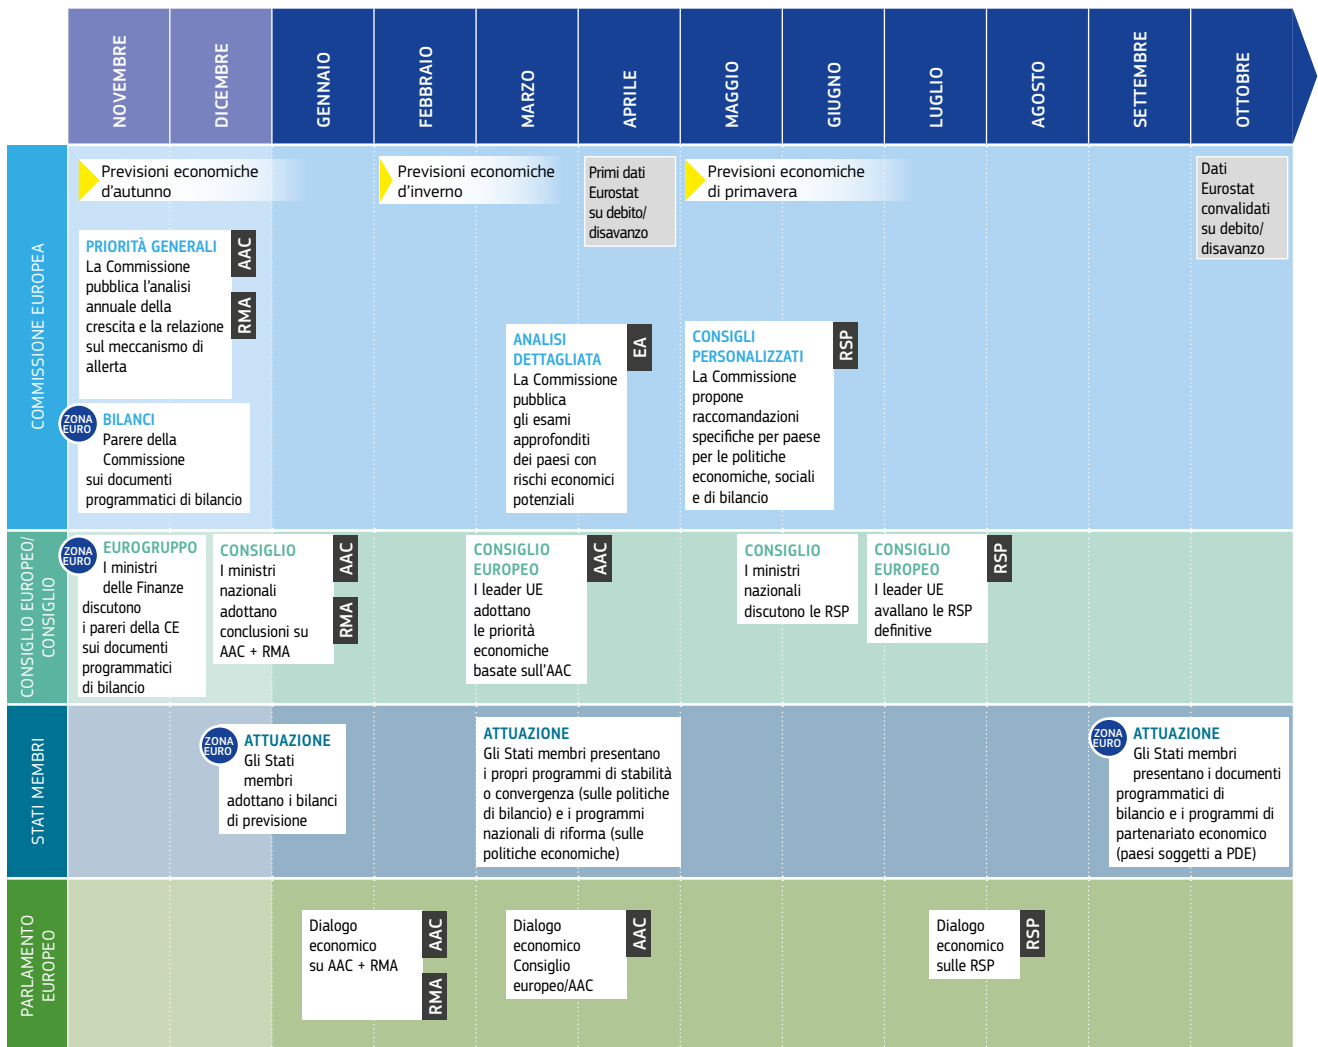 NOVEMBRE
DICEMBRE
GENNAIO
FEBBRAIO
MARZO
APRILE
MAGGIO
GIUGNO
LUGLIO
AGOSTO
SETTEMBRE
OTTOBRE
COMMISSIONE EUROPEA
Previsioni economiche
d'autunno
Previsioni economiche
d'inverno
Primi dati
Eurostat
su debito/
disavanzo
Previsioni economiche
di primavera
Dati
Eurostat
convalidati
su debito/
disavanzo
PRIORITÀ GENERALI
La Commissione
pubblica l'analisi
annuale della
crescita e la relazione
sul meccanismo di
allerta
AAC
RMA
ANALISI
DETTAGLIATA
La Commissione
pubblica
gli esami
approfonditi
dei paesi con
rischi economici
potenziali
EA
CONSIGLI
PERSONALIZZATI
La Commissione
propone
raccomandazioni
specifiche per paese
per le politiche
economiche, sociali
e di bilancio
RSP
ZONA
EURO
BILANCI
Parere della
Commissione
sui documenti
programmatici di bilancio
CONSIGLIO EUROPEO/
CONSIGLIO
ZONA
EURO
EUROGRUPPO
I ministri
delle Finanze
discutono
i pareri della CE
sui documenti
programmatici
di bilancio
CONSIGLIO
I ministri
nazionali
adottano
conclusioni su
AAC + RMA
AAC
RMA
CONSIGLIO
EUROPEO
I leader UE
adottano
le priorità
economiche
basate sull'AAC
AAC
CONSIGLIO
I ministri
nazionali
discutono le RSP
CONSIGLIO
EUROPEO
I leader UE
avallano le RSP
definitive
RSP
STATI MEMBRI
ZONA
EURO
ATTUAZIONE
Gli Stati
membri
adottano i bilanci
di previsione
ATTUAZIONE
Gli Stati membri presentano
i propri programmi di stabilità
o convergenza (sulle politiche
di bilancio) e i programmi
nazionali di riforma (sulle
politiche economiche)
ZONA
EURO
ATTUAZIONE
Gli Stati membri
presentano i documenti
programmatici di
bilancio e i programmi di
partenariato economico
(paesi soggetti a PDE)
PARLAMENTO
EUROPEO
Dialogo
economico
su AAC + RMA
AAC
RMA
Dialogo
economico
Consiglio
europeo/AAC
AAC
Dialogo
economico
sulle RSP
RSP